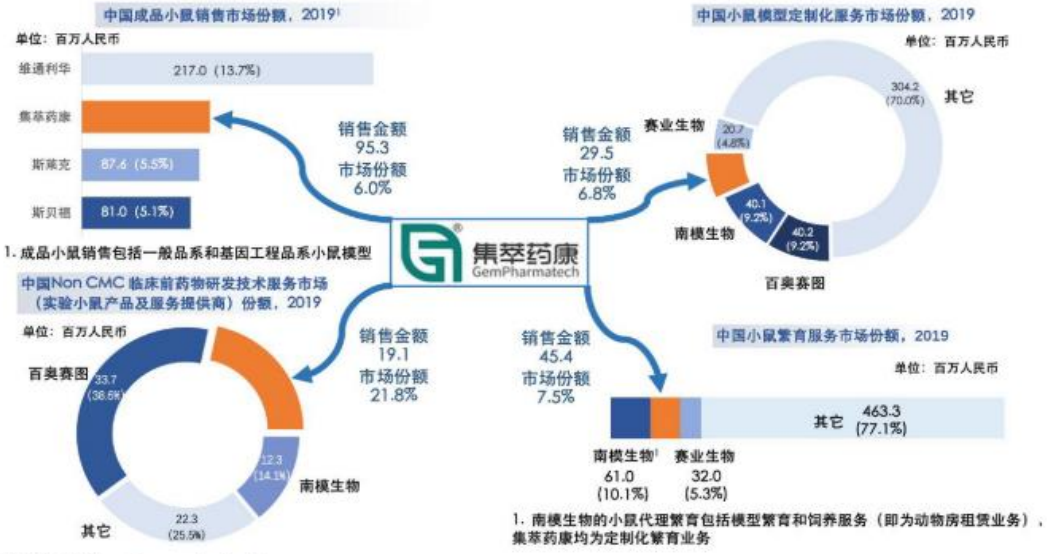 中国成品小鼠销售市场份额，2019¹
单位：百万人民币
维通利华
217.0 (13.7%)
集萃药康
斯莱克
87.6 (5.5%)
斯贝福
81.0 (5.1%)
1. 成品小鼠销售包括一般品系和基因工程品系小鼠模型
销售金额
95.3
市场份额
6.0%
中国小鼠模型定制化服务市场份额，2019
单位：百万人民币
304.2
(70.0%)
其它
赛业生物
20.7
(4.8%)
40.1
(9.2%)
南模生物
40.2
(9.2%)
百奥赛图
销售金额
29.5
市场份额
6.8%
®
集萃药康
GemPharmatech
中国Non CMC 临床前药物研发技术服务市场
（实验小鼠产品及服务提供商）份额，2019
单位：百万人民币
百奥赛图
33.7
(38.6%)
12.3
(14.1%)
南模生物
其它
22.3
(25.5%)
销售金额
19.1
市场份额
21.8%
销售金额
45.4
市场份额
7.5%
中国小鼠繁育服务市场份额，2019
单位：百万人民币
其它
463.3
(77.1%)
南模生物¹
61.0
(10.1%)
赛业生物
32.0
(5.3%)
1. 南模生物的小鼠代理繁育包括模型繁育和饲养服务（即为动物房租赁业务），
集萃药康均为定制化繁育业务